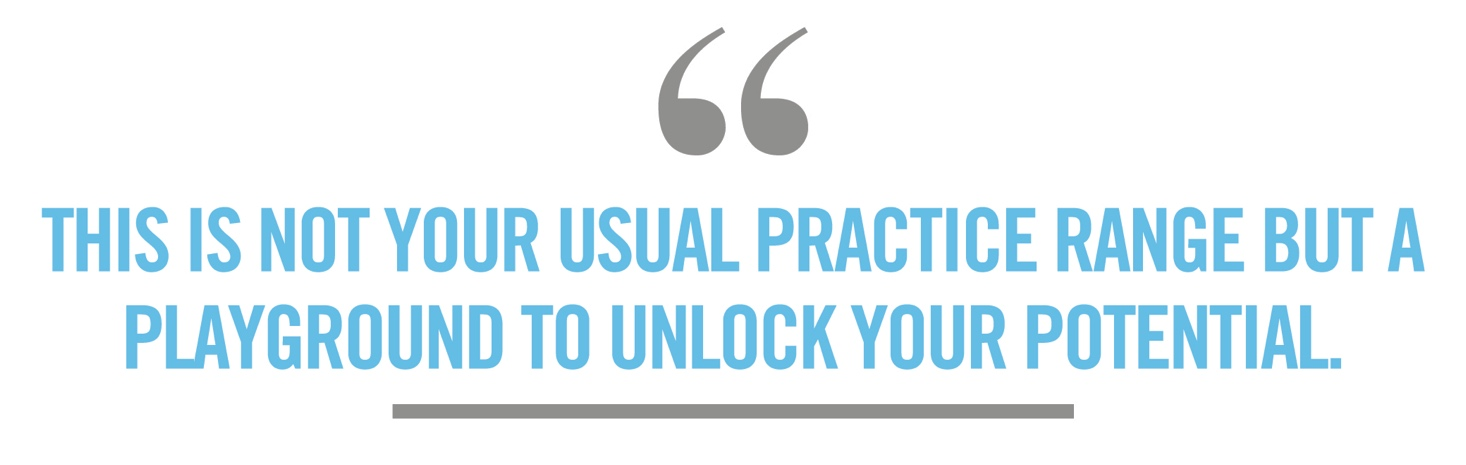 “
THIS IS NOT YOUR USUAL PRACTICE RANGE BUT A
PLAYGROUND TO UNLOCK YOUR POTENTIAL.